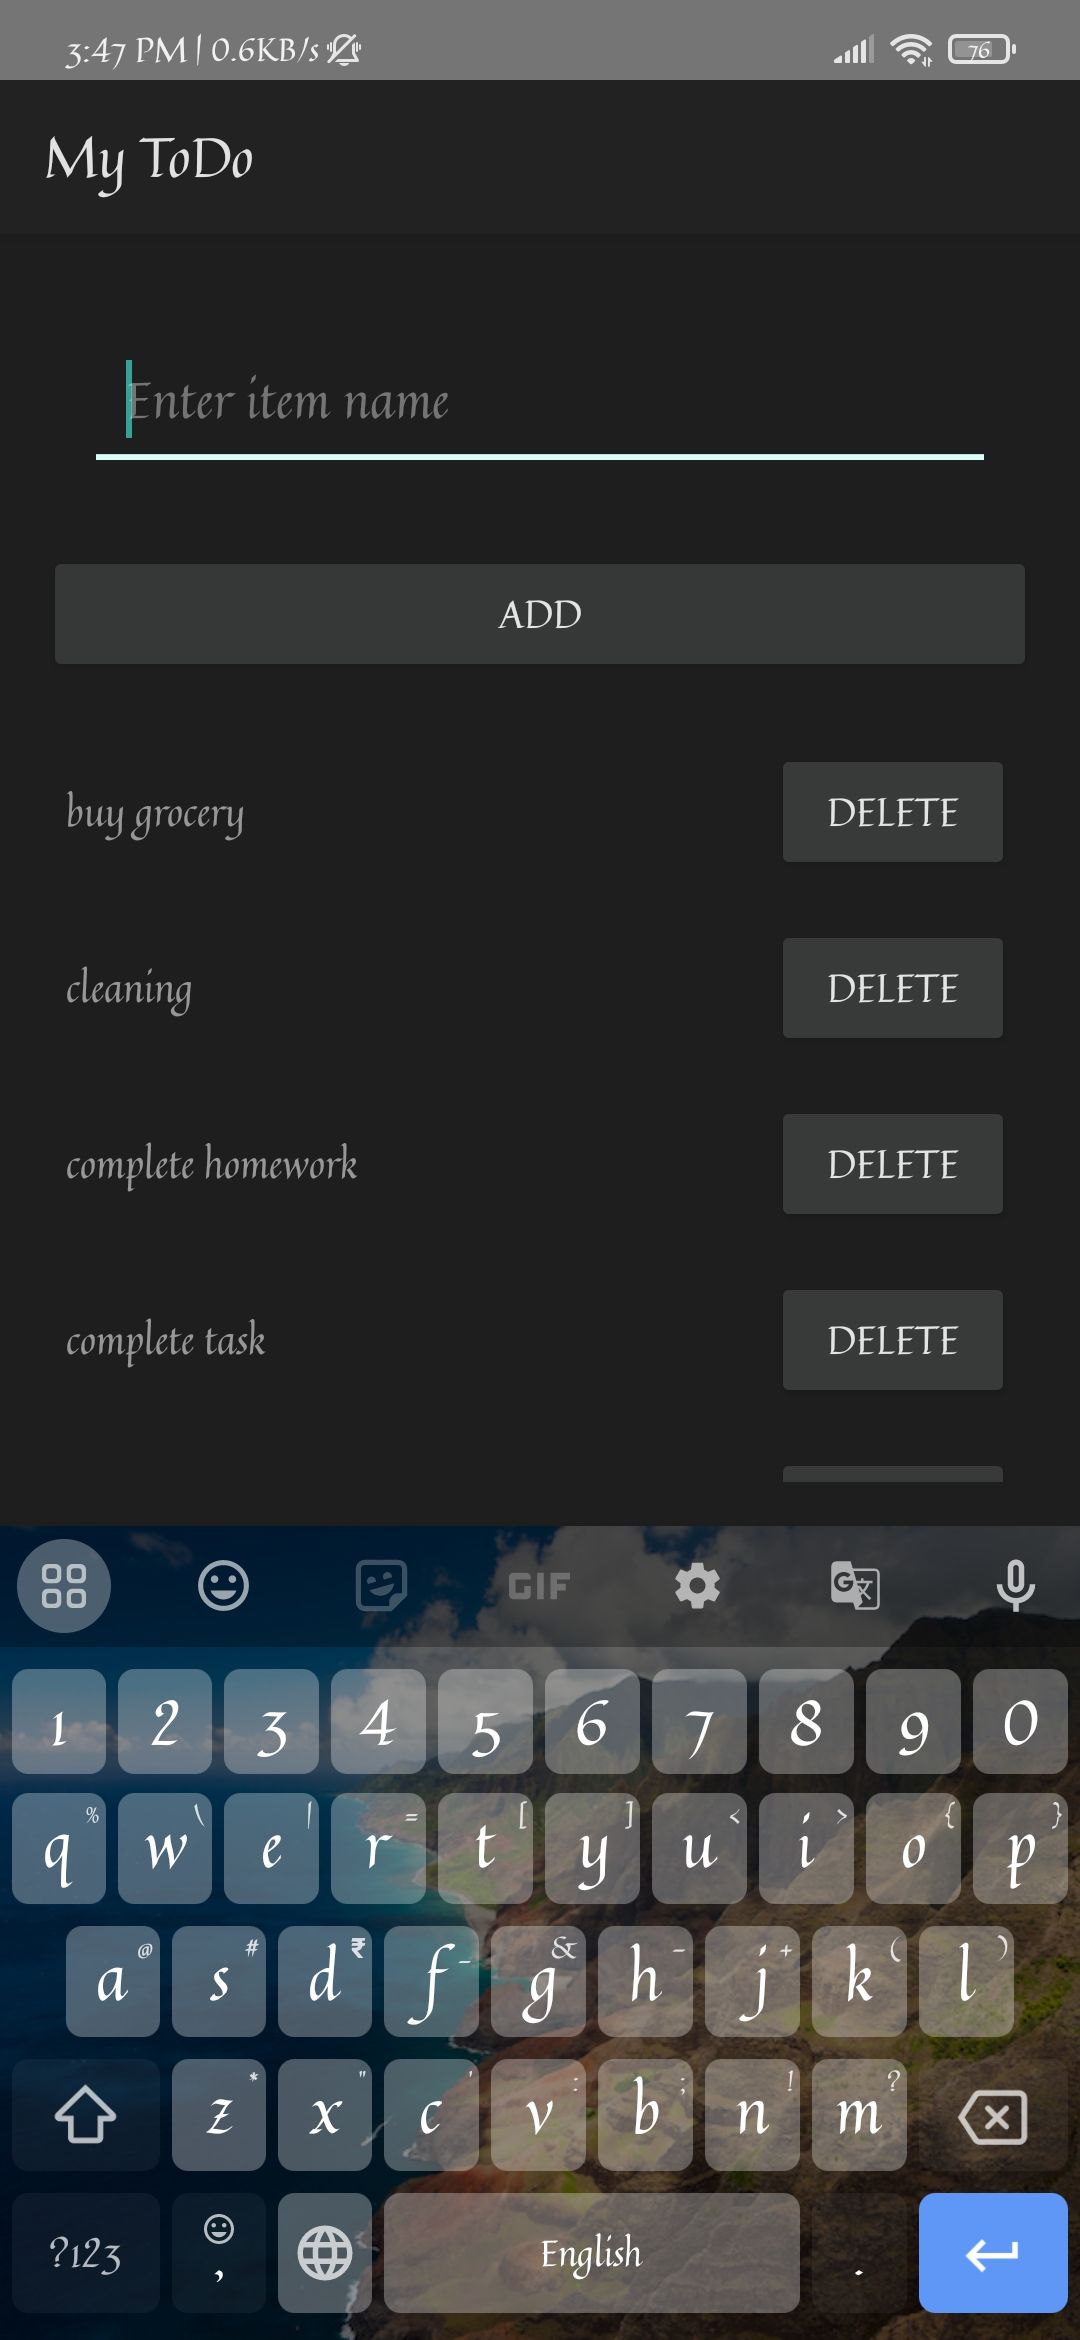 3:47 PM | 0.6KB/s 76
My ToDo
Enter item name
ADD
buy grocery DELETE
cleaning DELETE
complete homework DELETE
complete task DELETE
GIF G 文
1 2 3 4 5 6 7 8 9 0
q % w \ e | r = t [ y ] u < i > o { p }
a @ s # d ₹ f _ g & h - j + k ( l )
z * x " c ' v : b ; n ! m ?
?123 , English .